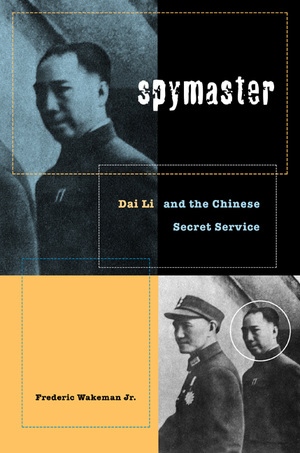 spymaster
Dai Li and the Chinese
Secret Service
Frederic Wakeman Jr.